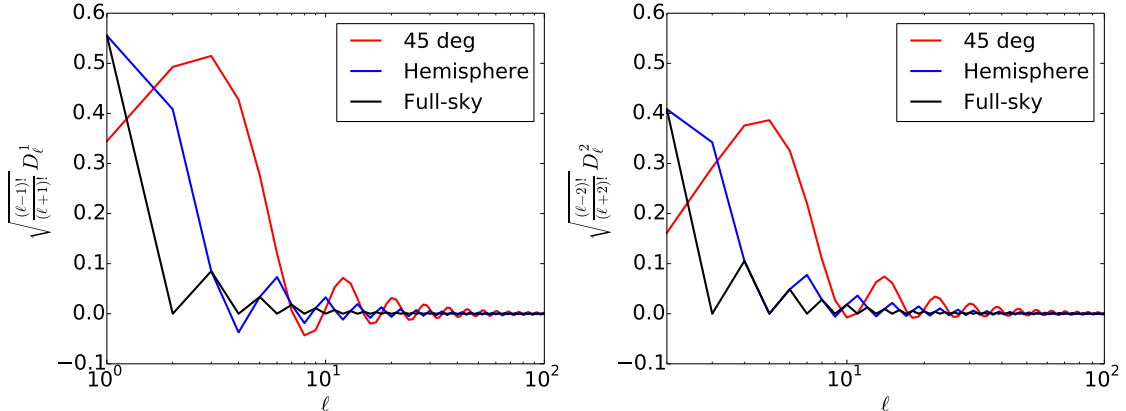 0.6
0.5
0.4
0.3
0.2
0.1
0.0
−0.1
10^0
10^1
10^2
ℓ
√((ℓ−1)!/(ℓ+1)!) D_ℓ^1
45 deg
Hemisphere
Full-sky
0.6
0.5
0.4
0.3
0.2
0.1
0.0
−0.1
10^1
10^2
ℓ
√((ℓ−2)!/(ℓ+2)!) D_ℓ^2
45 deg
Hemisphere
Full-sky